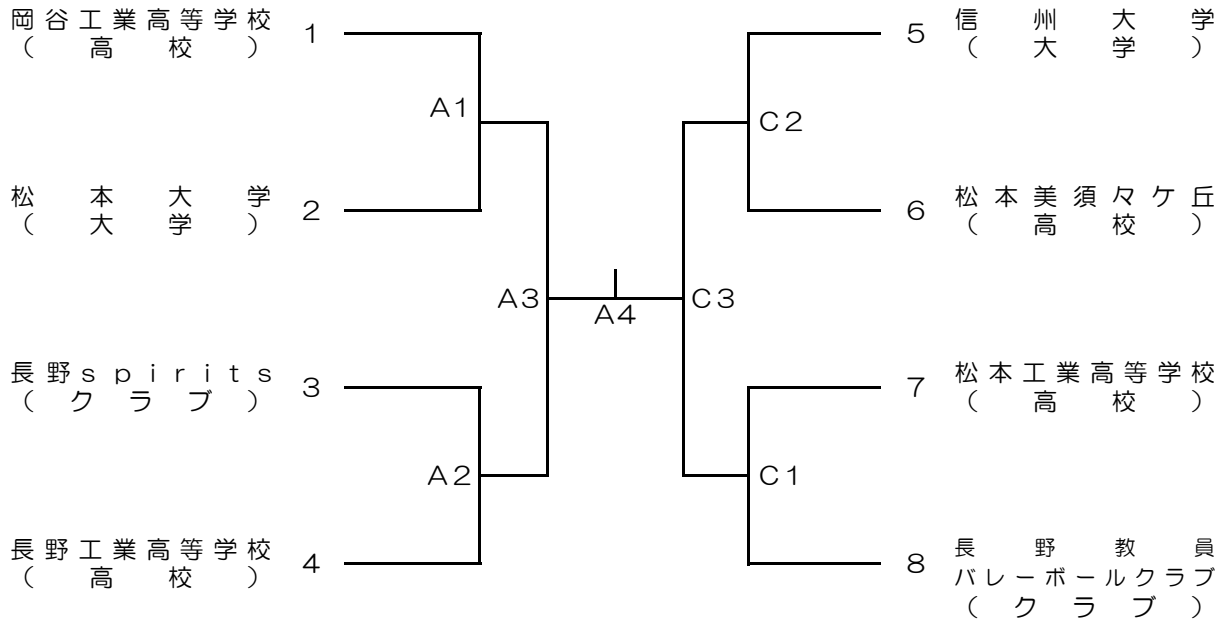 岡谷工業高等学校
（高校）
1
A1
松本大学
（大学）
2
A3
長野ｓｐｉｒｉｔｓ
（クラブ）
3
A2
長野工業高等学校
（高校）
4
A4
5
信州大学
（大学）
C2
6
松本美須々ケ丘
（高校）
C3
7
松本工業高等学校
（高校）
C1
8
長野教員
バレーボールクラブ
（クラブ）